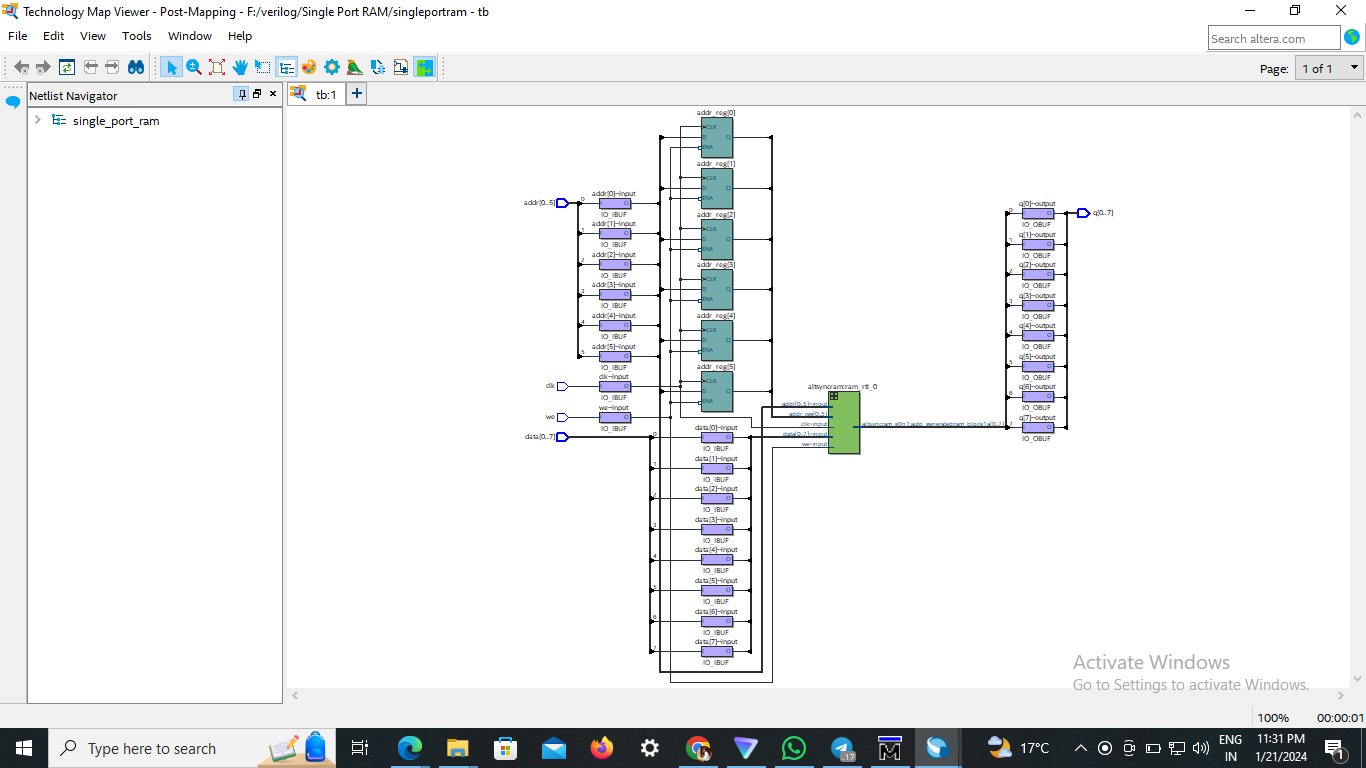 Technology Map Viewer - Post-Mapping - F:/verilog/Single Port RAM/singleportram - tb
File Edit View Tools Window Help
Search altera.com
Page: 1 of 1
Netlist Navigator
tb:1
single_port_ram
addr_reg[0]
CLK
D Q
ENA
addr_reg[1]
CLK
D Q
ENA
addr_reg[2]
CLK
D Q
ENA
addr_reg[3]
CLK
D Q
ENA
addr_reg[4]
CLK
D Q
ENA
addr_reg[5]
CLK
D Q
ENA
addr[0..5]
0
addr[0]~input
IO_IBUF
1
addr[1]~input
IO_IBUF
2
addr[2]~input
IO_IBUF
3
addr[3]~input
IO_IBUF
4
addr[4]~input
IO_IBUF
5
addr[5]~input
IO_IBUF
clk
clk~input
IO_IBUF
we
we~input
IO_IBUF
data[0..7]
0
data[0]~input
IO_IBUF
1
data[1]~input
IO_IBUF
2
data[2]~input
IO_IBUF
3
data[3]~input
IO_IBUF
4
data[4]~input
IO_IBUF
5
data[5]~input
IO_IBUF
6
data[6]~input
IO_IBUF
7
data[7]~input
IO_IBUF
altsyncram:ram_rtl_0
addr[0..5]~input
addr_reg[0..5]
clk~input
data[0..7]~input
we~input
0
q[0]~output
IO_OBUF
q[0..7]
1
q[1]~output
IO_OBUF
2
q[2]~output
IO_OBUF
3
q[3]~output
IO_OBUF
4
q[4]~output
IO_OBUF
5
q[5]~output
IO_OBUF
6
q[6]~output
IO_OBUF
7
q[7]~output
IO_OBUF
Activate Windows
Go to Settings to activate Windows.
100% 00:00:01
Type here to search
..17
17°C
ENG
IN
11:31 PM
1/21/2024
1